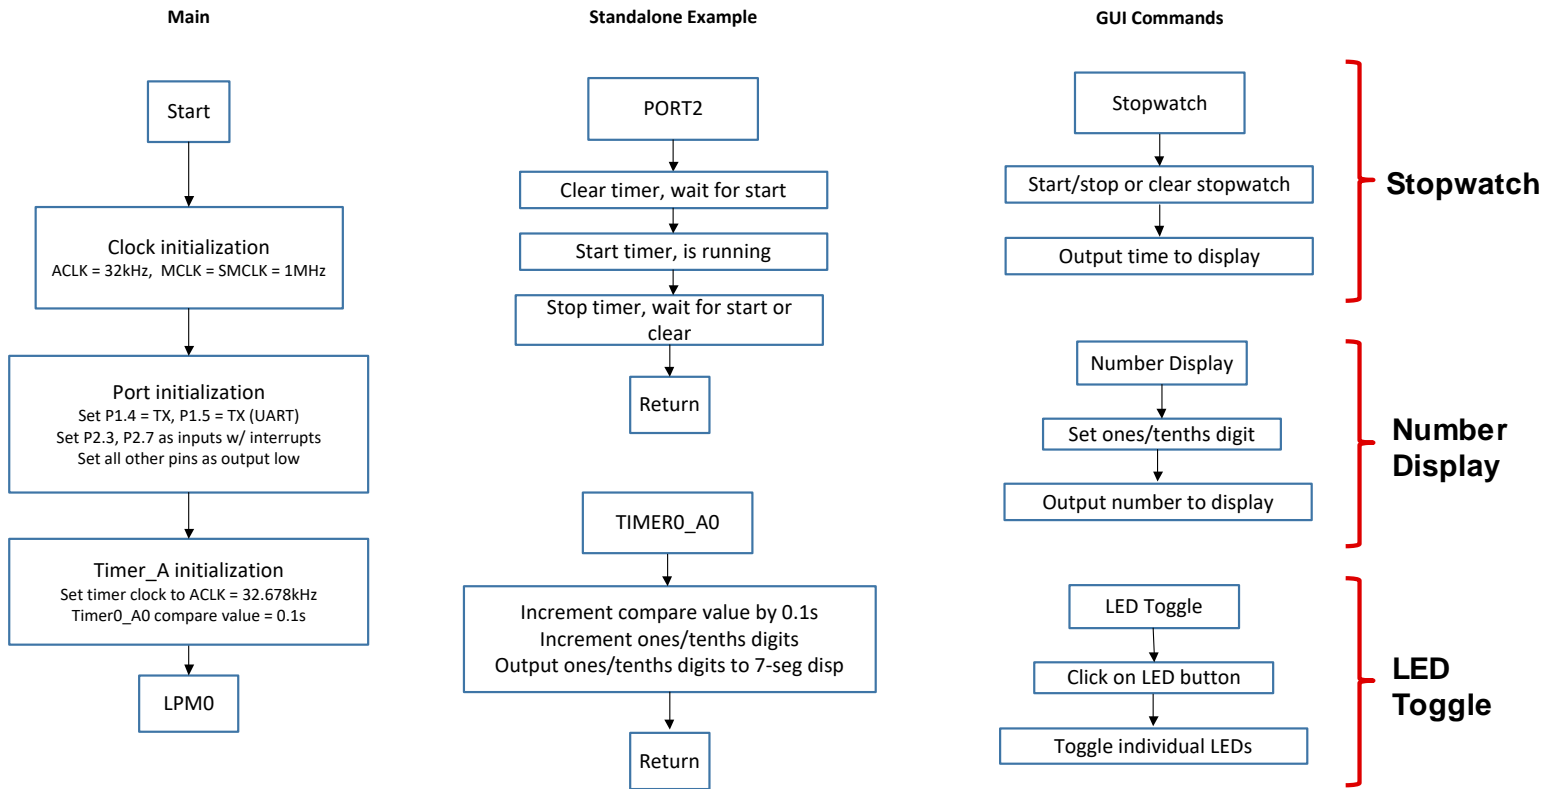 Main
Start
Clock initialization
ACLK = 32kHz,  MCLK = SMCLK = 1MHz
Port initialization
Set P1.4 = TX, P1.5 = TX (UART)
Set P2.3, P2.7 as inputs w/ interrupts
Set all other pins as output low
Timer_A initialization
Set timer clock to ACLK = 32.678kHz
Timer0_A0 compare value = 0.1s
LPM0
Standalone Example
PORT2
Clear timer, wait for start
Start timer, is running
Stop timer, wait for start or
clear
Return
TIMER0_A0
Increment compare value by 0.1s
Increment ones/tenths digits
Output ones/tenths digits to 7-seg disp
Return
GUI Commands
Stopwatch
Start/stop or clear stopwatch
Output time to display
Stopwatch
Number Display
Set ones/tenths digit
Output number to display
Number
Display
LED Toggle
Click on LED button
Toggle individual LEDs
LED
Toggle